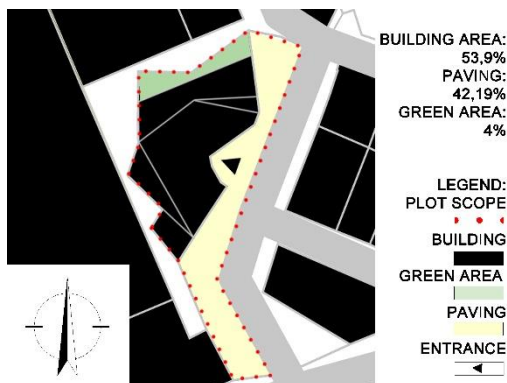 BUILDING AREA:
53,9%
PAVING:
42,19%
GREEN AREA:
4%
LEGEND:
PLOT SCOPE
BUILDING
GREEN AREA
PAVING
ENTRANCE